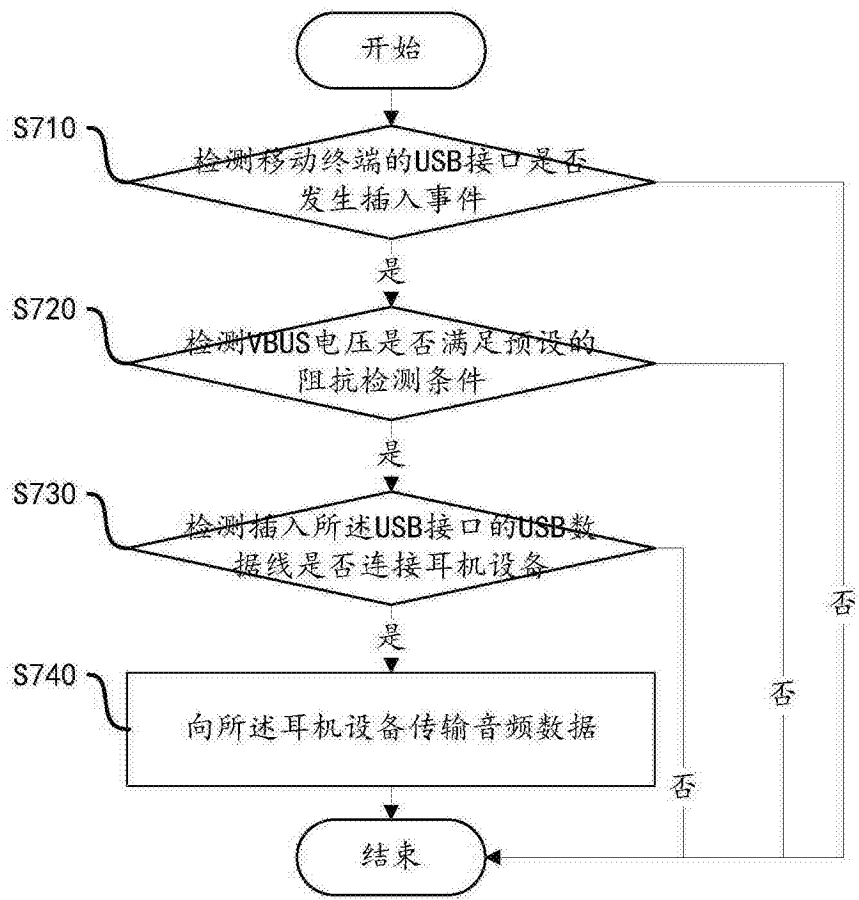 开始
S710
检测移动终端的USB接口是否
发生插入事件
是
S720
检测VBUS电压是否满足预设的
阻抗检测条件
是
S730
检测插入所述USB接口的USB数
据线是否连接耳机设备
是
否
S740
否
向所述耳机设备传输音频数据
否
结束